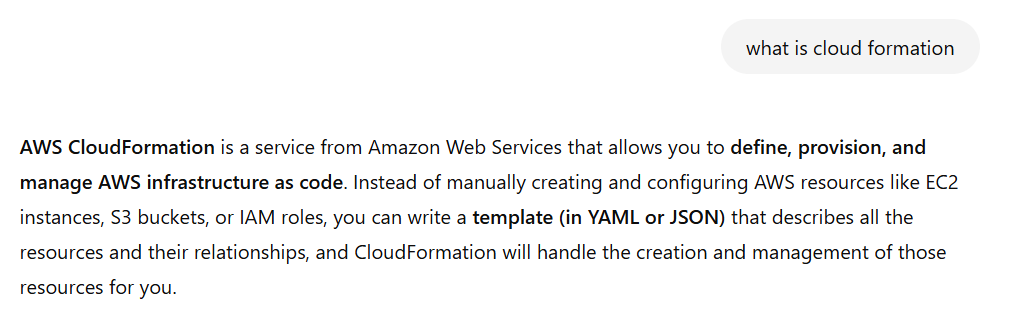 what is cloud formation
AWS CloudFormation is a service from Amazon Web Services that allows you to define, provision, and
manage AWS infrastructure as code. Instead of manually creating and configuring AWS resources like EC2
instances, S3 buckets, or IAM roles, you can write a template (in YAML or JSON) that describes all the
resources and their relationships, and CloudFormation will handle the creation and management of those
resources for you.